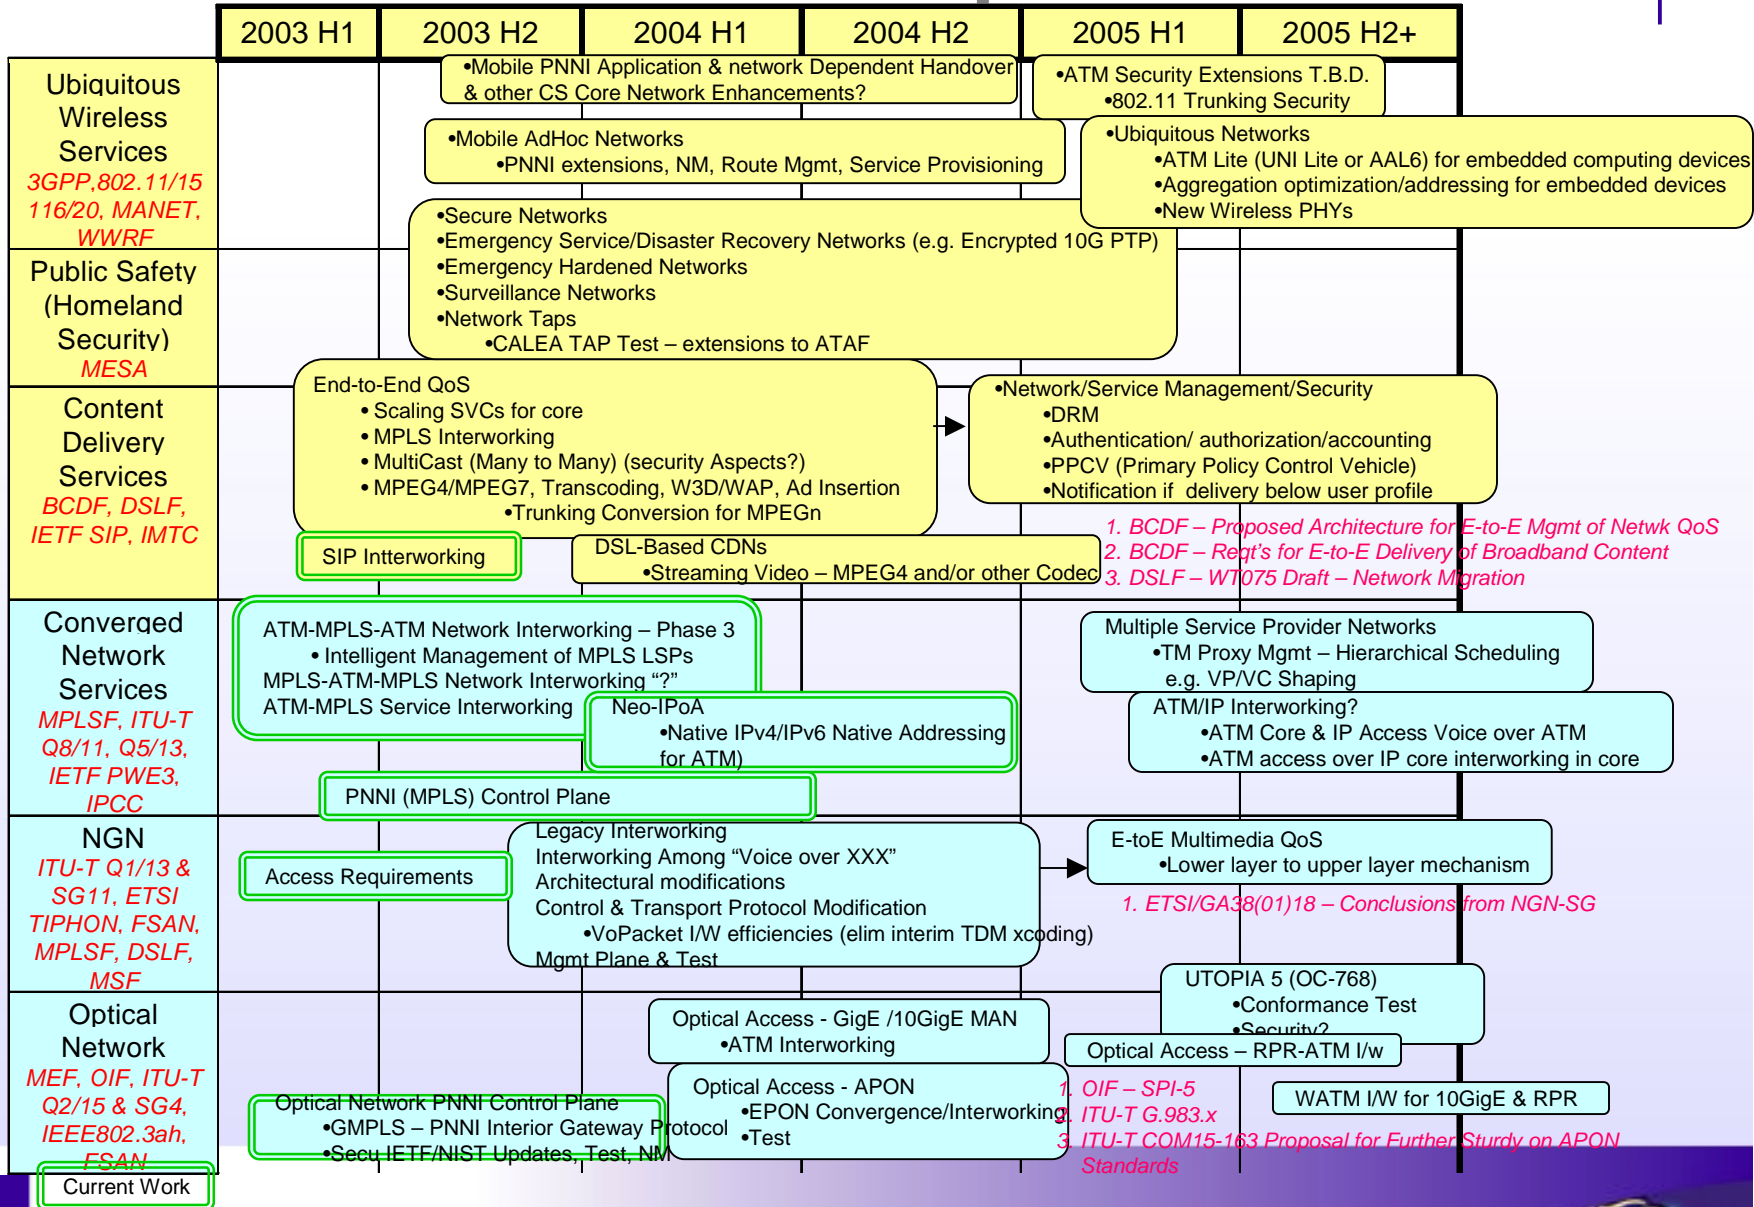 2003 H1
2003 H2
2004 H1
2004 H2
2005 H1
2005 H2+
Ubiquitous
Wireless
Services
3GPP,802.11/15
116/20, MANET,
WWRF
•Mobile PNNI Application & network Dependent Handover
& other CS Core Network Enhancements?
•ATM Security Extensions T.B.D.
•802.11 Trunking Security
•Mobile AdHoc Networks
•PNNI extensions, NM, Route Mgmt, Service Provisioning
•Ubiquitous Networks
•ATM Lite (UNI Lite or AAL6) for embedded computing devices
•Aggregation optimization/addressing for embedded devices
•New Wireless PHYs
Public Safety
(Homeland
Security)
MESA
•Secure Networks
•Emergency Service/Disaster Recovery Networks (e.g. Encrypted 10G PTP)
•Emergency Hardened Networks
•Surveillance Networks
•Network Taps
•CALEA TAP Test – extensions to ATAF
Content
Delivery
Services
BCDF, DSLF,
IETF SIP, IMTC
End-to-End QoS
• Scaling SVCs for core
• MPLS Interworking
• MultiCast (Many to Many) (security Aspects?)
• MPEG4/MPEG7, Transcoding, W3D/WAP, Ad Insertion
•Trunking Conversion for MPEGn
•Network/Service Management/Security
•DRM
•Authentication/ authorization/accounting
•PPCV (Primary Policy Control Vehicle)
•Notification if delivery below user profile
SIP Intterworking
DSL-Based CDNs
•Streaming Video – MPEG4 and/or other Codec
1. BCDF – Proposed Architecture for E-to-E Mgmt of Netwk QoS
2. BCDF – Reqt's for E-to-E Delivery of Broadband Content
3. DSLF – WT075 Draft – Network Migration
Converged
Network
Services
MPLSF, ITU-T
Q8/11, Q5/13,
IETF PWE3,
IPCC
ATM-MPLS-ATM Network Interworking – Phase 3
• Intelligent Management of MPLS LSPs
MPLS-ATM-MPLS Network Interworking “?”
ATM-MPLS Service Interworking
Neo-IPoA
•Native IPv4/IPv6 Native Addressing
for ATM)
PNNI (MPLS) Control Plane
Multiple Service Provider Networks
•TM Proxy Mgmt – Hierarchical Scheduling
e.g. VP/VC Shaping
ATM/IP Interworking?
•ATM Core & IP Access Voice over ATM
•ATM access over IP core interworking in core
NGN
ITU-T Q1/13 &
SG11, ETSI
TIPHON, FSAN,
MPLSF, DSLF,
MSF
Access Requirements
Legacy Interworking
Interworking Among “Voice over XXX”
Architectural modifications
Control & Transport Protocol Modification
•VoPacket I/W efficiencies (elim interim TDM xcoding)
Mgmt Plane & Test
E-toE Multimedia QoS
•Lower layer to upper layer mechanism
1. ETSI/GA38(01)18 – Conclusions from NGN-SG
Optical
Network
MEF, OIF, ITU-T
Q2/15 & SG4,
IEEE802.3ah,
FSAN
UTOPIA 5 (OC-768)
•Conformance Test
•Security?
Optical Access - GigE /10GigE MAN
•ATM Interworking
Optical Access – RPR-ATM I/w
Optical Network PNNI Control Plane
•GMPLS – PNNI Interior Gateway Protocol
•Secu IETF/NIST Updates, Test, NM
Optical Access - APON
•EPON Convergence/Interworking
•Test
1. OIF – SPI-5
2. ITU-T G.983.x
3. ITU-T COM15-163 Proposal for Further Sturdy on APON
Standards
WATM I/W for 10GigE & RPR
Current Work